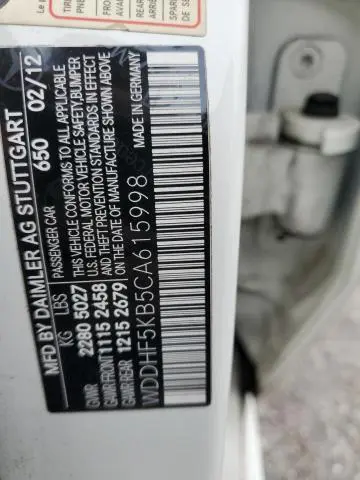 MFD BY DAIMLER AG STUTTGART
PASSENGER CAR 650 02/12
KG LBS
GVWR 2280 5027
GAWR FRONT 1115 2458
GAWR REAR 1215 2679
THIS VEHICLE CONFORMS TO ALL APPLICABLE
U.S. FEDERAL MOTOR VEHICLE SAFETY, BUMPER
AND THEFT PREVENTION STANDARDS IN EFFECT
ON THE DATE OF MANUFACTURE SHOWN ABOVE
WDDHF5KB5CA615998
MADE IN GERMANY